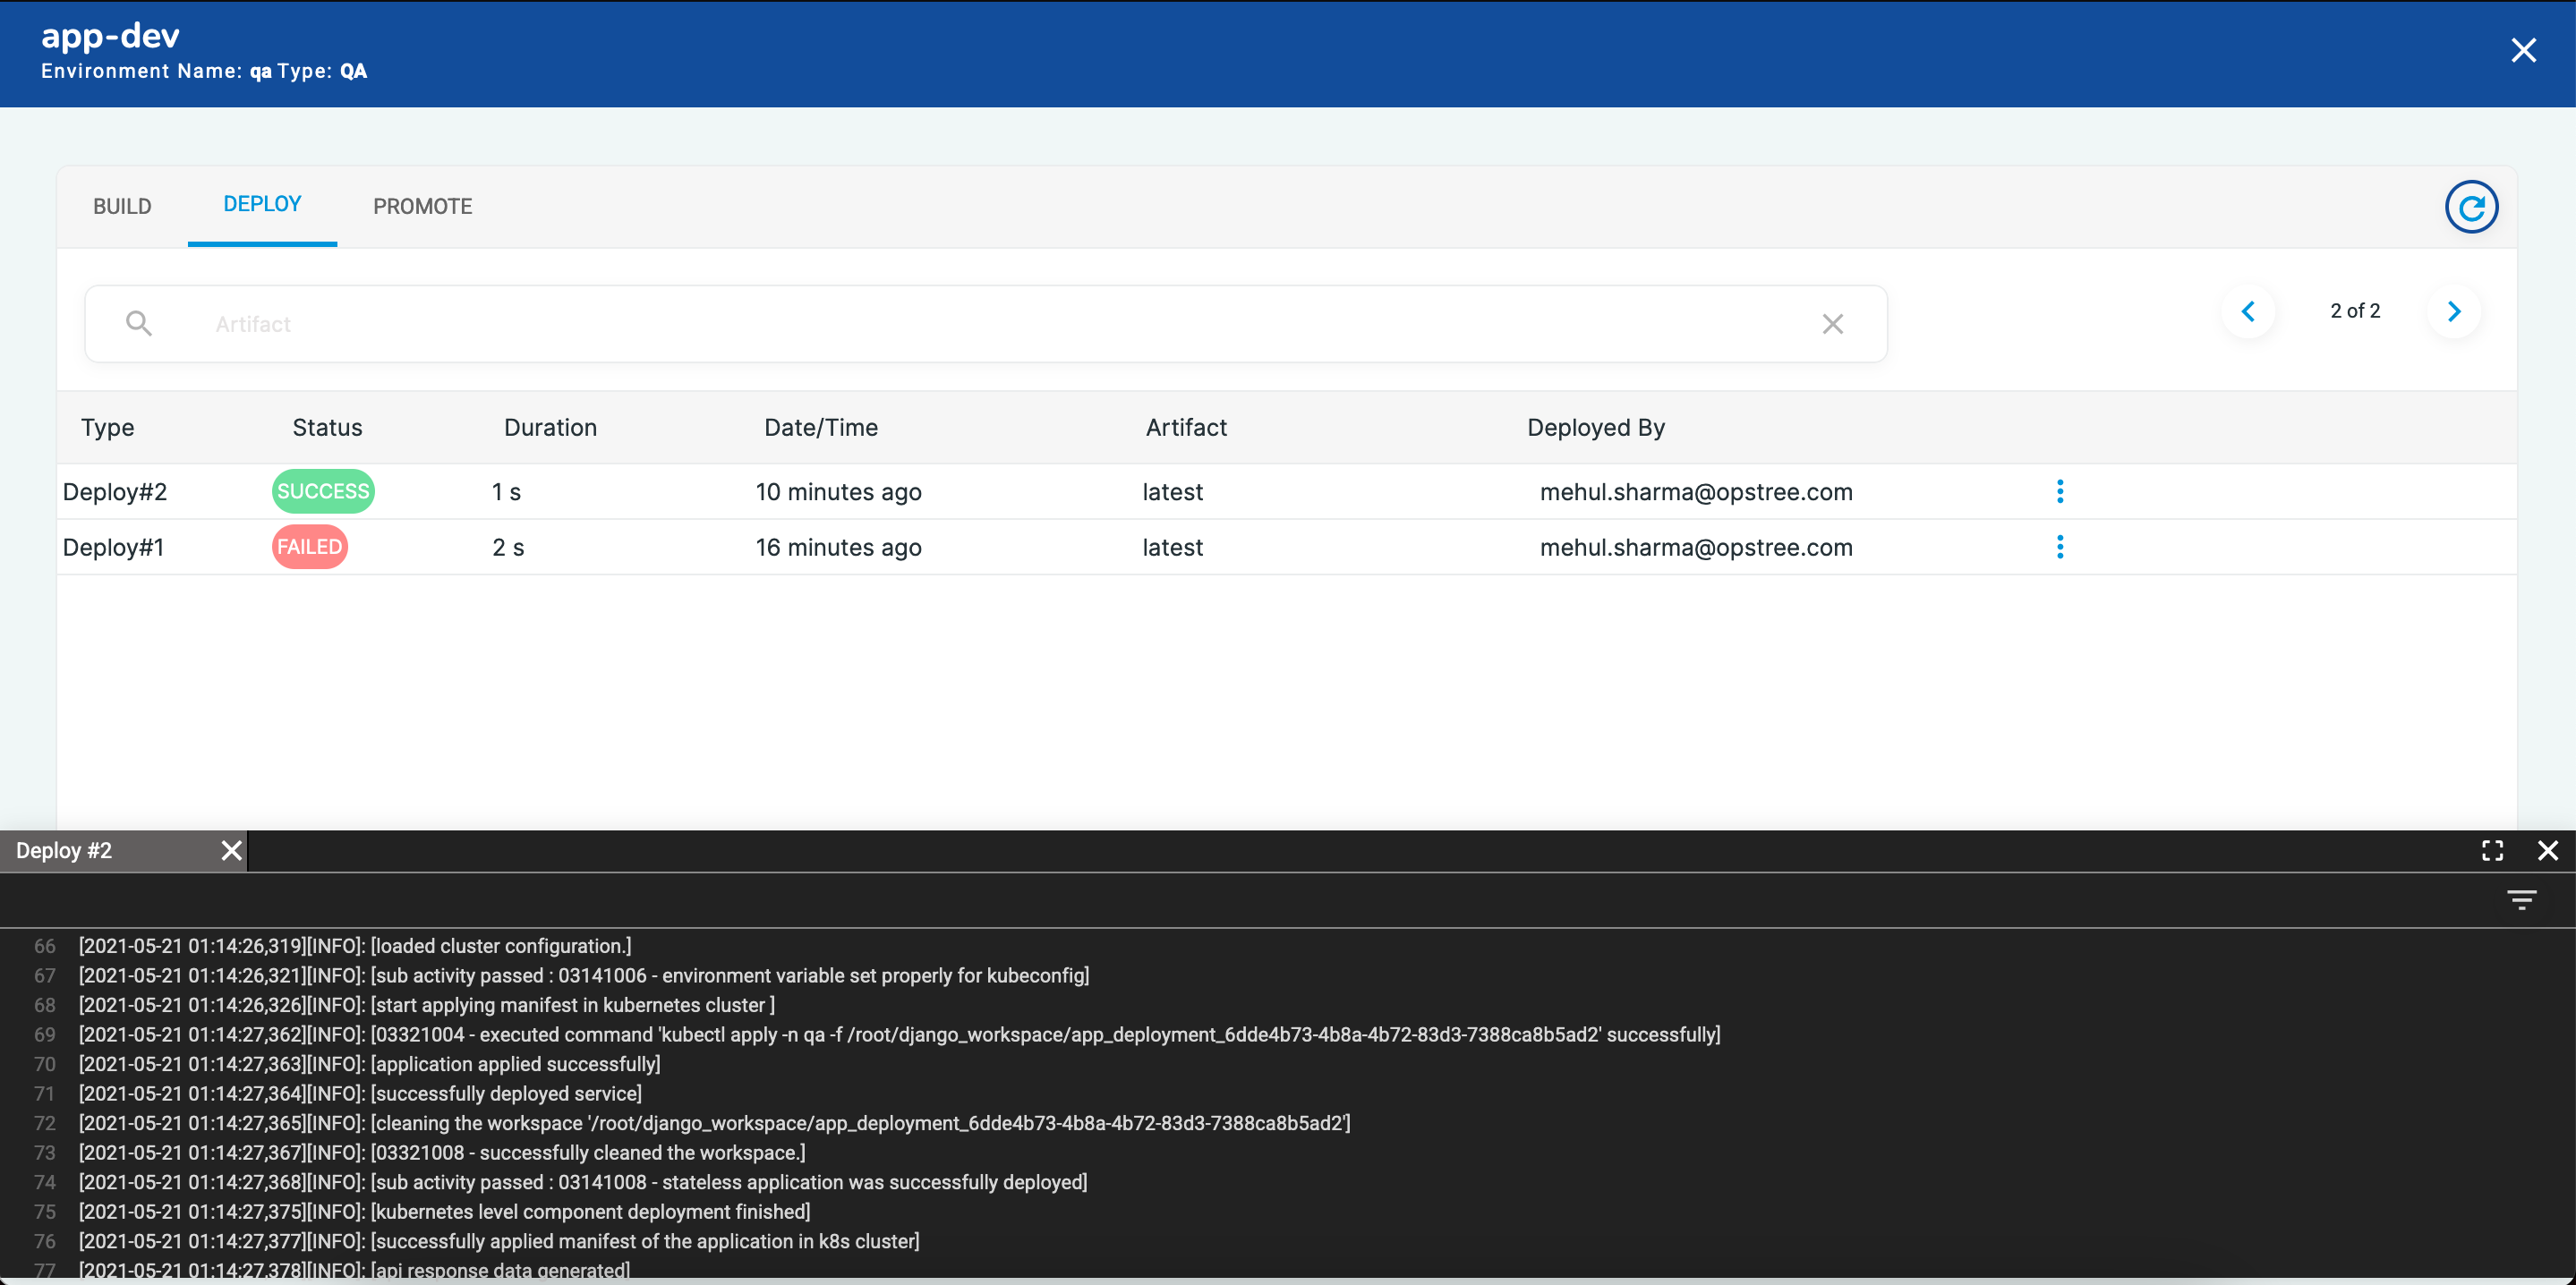 app-dev
Environment Name: qa Type: QA
BUILD DEPLOY PROMOTE
Artifact
2 of 2
Type Status Duration Date/Time Artifact Deployed By
Deploy#2 SUCCESS 1 s 10 minutes ago latest mehul.sharma@opstree.com
Deploy#1 FAILED 2 s 16 minutes ago latest mehul.sharma@opstree.com
Deploy #2
66 [2021-05-21 01:14:26,319][INFO]: [loaded cluster configuration.]
67 [2021-05-21 01:14:26,321][INFO]: [sub activity passed : 03141006 - environment variable set properly for kubeconfig]
68 [2021-05-21 01:14:26,326][INFO]: [start applying manifest in kubernetes cluster ]
69 [2021-05-21 01:14:27,362][INFO]: [03321004 - executed command 'kubectl apply -n qa -f /root/django_workspace/app_deployment_6dde4b73-4b8a-4b72-83d3-7388ca8b5ad2' successfully]
70 [2021-05-21 01:14:27,363][INFO]: [application applied successfully]
71 [2021-05-21 01:14:27,364][INFO]: [successfully deployed service]
72 [2021-05-21 01:14:27,365][INFO]: [cleaning the workspace '/root/django_workspace/app_deployment_6dde4b73-4b8a-4b72-83d3-7388ca8b5ad2']
73 [2021-05-21 01:14:27,367][INFO]: [03321008 - successfully cleaned the workspace.]
74 [2021-05-21 01:14:27,368][INFO]: [sub activity passed : 03141008 - stateless application was successfully deployed]
75 [2021-05-21 01:14:27,375][INFO]: [kubernetes level component deployment finished]
76 [2021-05-21 01:14:27,377][INFO]: [successfully applied manifest of the application in k8s cluster]
77 [2021-05-21 01:14:27,378][INFO]: [api response data generated]